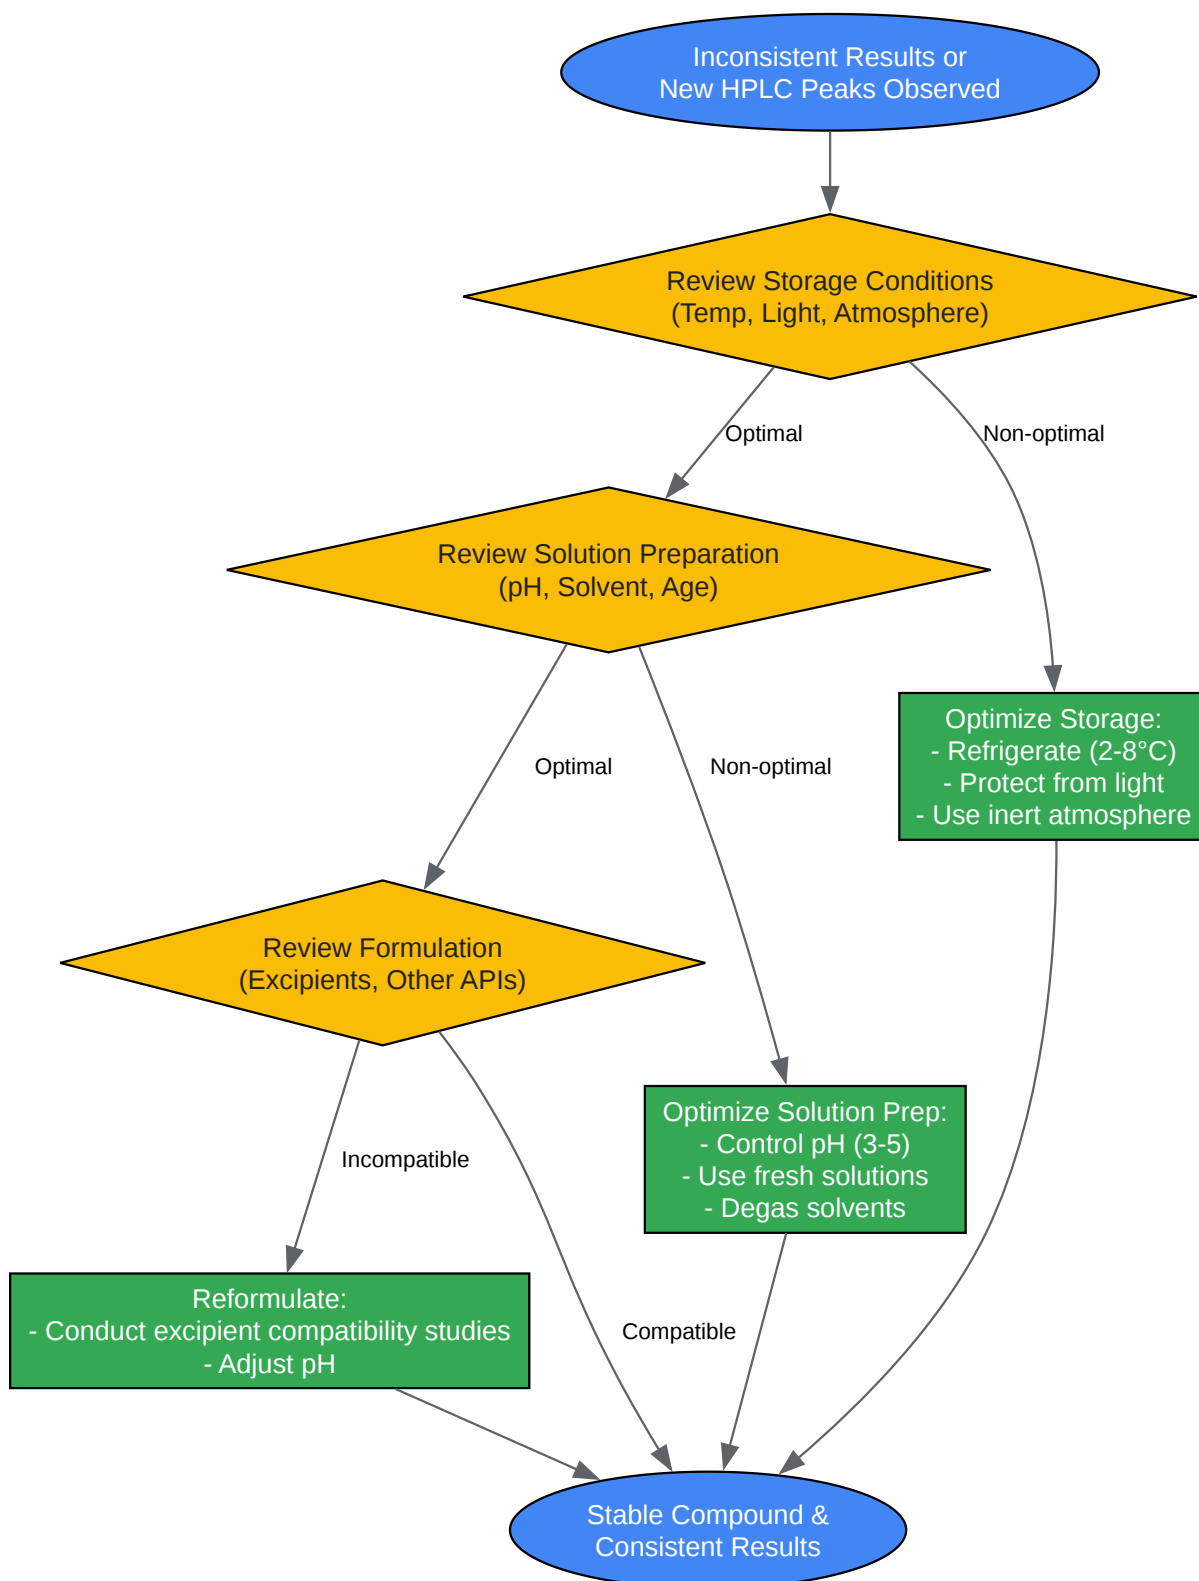 Inconsistent Results or
New HPLC Peaks Observed
Review Storage Conditions
(Temp, Light, Atmosphere)
Optimal
Non-optimal
Review Solution Preparation
(pH, Solvent, Age)
Optimal
Non-optimal
Optimize Storage:
- Refrigerate (2-8°C)
- Protect from light
- Use inert atmosphere
Review Formulation
(Excipients, Other APIs)
Incompatible
Optimize Solution Prep:
- Control pH (3-5)
- Use fresh solutions
- Degas solvents
Reformulate:
- Conduct excipient compatibility studies
- Adjust pH
Compatible
Stable Compound &
Consistent Results